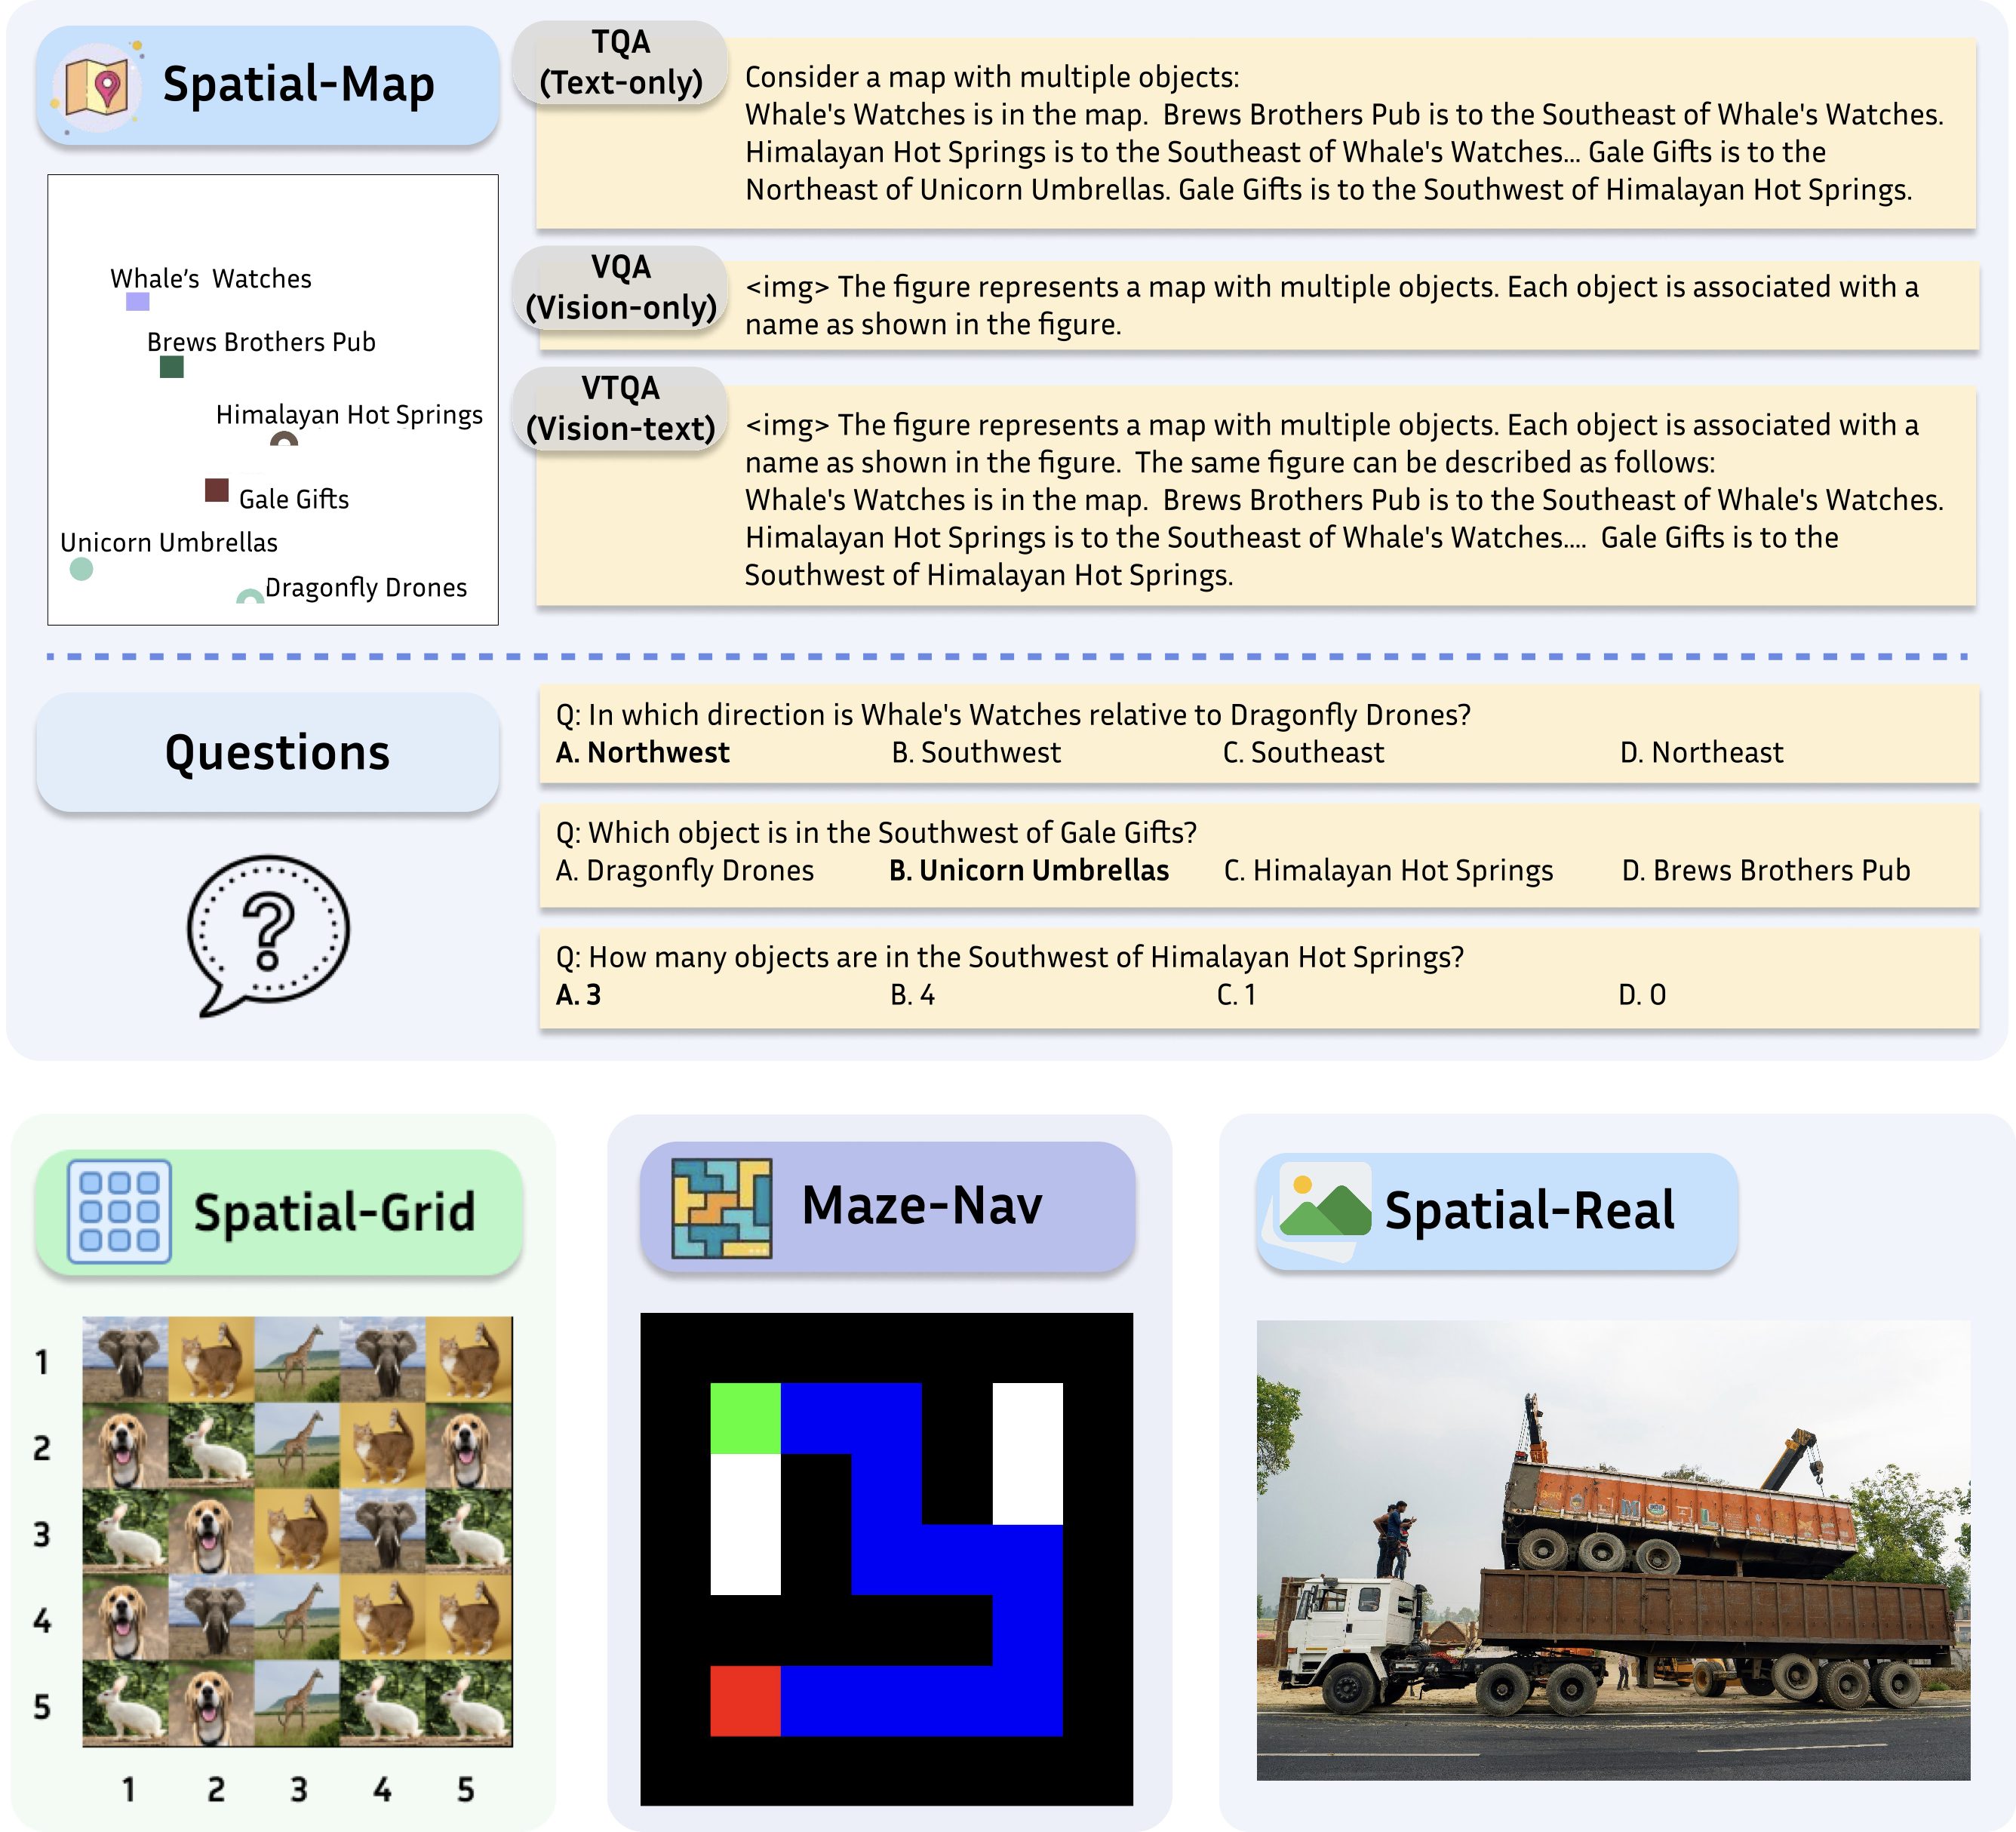 Spatial-Map
Whale’s  Watches
Brews Brothers Pub
Himalayan Hot Springs
Gale Gifts
Unicorn Umbrellas
Dragonfly Drones
TQA
(Text-only)
Consider a map with multiple objects:
Whale's Watches is in the map.  Brews Brothers Pub is to the Southeast of Whale's Watches.
Himalayan Hot Springs is to the Southeast of Whale's Watches... Gale Gifts is to the
Northeast of Unicorn Umbrellas. Gale Gifts is to the Southwest of Himalayan Hot Springs.
VQA
(Vision-only)
<img> The figure represents a map with multiple objects. Each object is associated with a
name as shown in the figure.
VTQA
(Vision-text)
<img> The figure represents a map with multiple objects. Each object is associated with a
name as shown in the figure.  The same figure can be described as follows:
Whale's Watches is in the map.  Brews Brothers Pub is to the Southeast of Whale's Watches.
Himalayan Hot Springs is to the Southeast of Whale's Watches....  Gale Gifts is to the
Southwest of Himalayan Hot Springs.
Questions
?
Q: In which direction is Whale's Watches relative to Dragonfly Drones?
A. Northwest B. Southwest C. Southeast D. Northeast
Q: Which object is in the Southwest of Gale Gifts?
A. Dragonfly Drones B. Unicorn Umbrellas C. Himalayan Hot Springs D. Brews Brothers Pub
Q: How many objects are in the Southwest of Himalayan Hot Springs?
A. 3 B. 4 C. 1 D. 0
Spatial-Grid
1
2
3
4
5
1 2 3 4 5
Maze-Nav
Spatial-Real